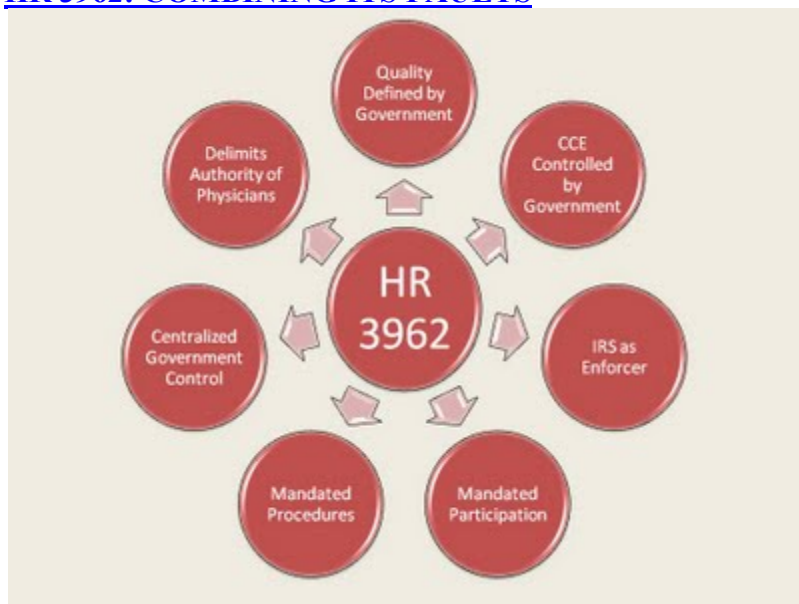 HR 3962: COMBINING ITS FAULTS
Quality
Defined by
Government
CCE
Controlled
by
Government
IRS as
Enforcer
Mandated
Participation
Mandated
Procedures
Centralized
Government
Control
Delimits
Authority of
Physicians
HR
3962